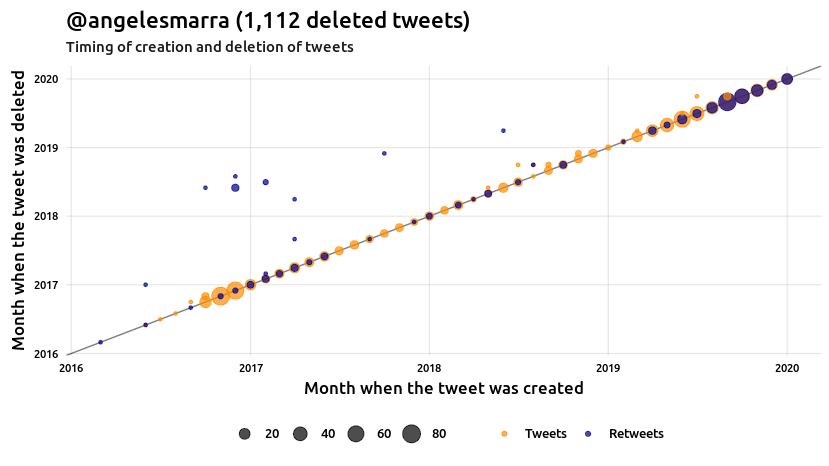 @angelesmarra (1,112 deleted tweets)
Timing of creation and deletion of tweets
Month when the tweet was deleted
2020
2019
2018
2017
2016
2016 2017 2018 2019 2020
Month when the tweet was created
20 40 60 80 Tweets Retweets